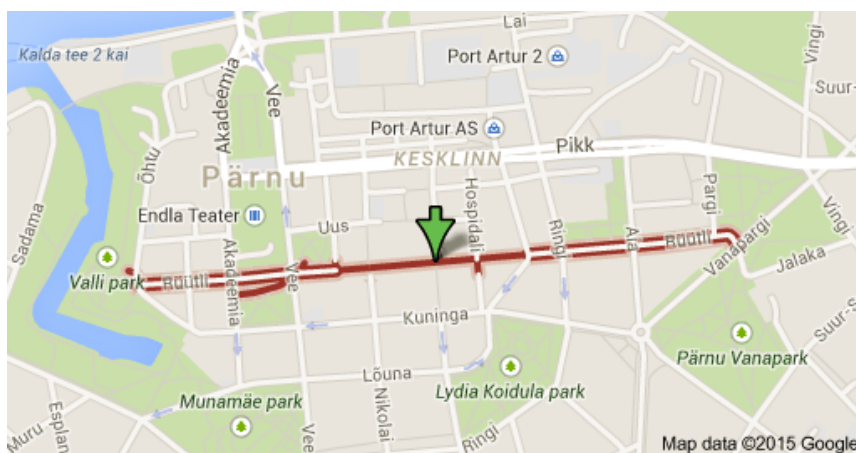 Kalda tee 2 kai
Lai
Vingi
Port Artur 2
Suur-
Akadeemia
Vee
Port Artur AS
KESKLINN
Pikk
Õhtu
Pärnu
Hospidali
Pargi
Sadama
Endla Teater
Uus
Ringi
Aia
Vingi
Valli park
Rüütli
Akadeemia
Vee
Rüütli
Vanapargi
Jalaka
Kuninga
Suur-S
Pärnu Vanapark
Lõuna
Nikolai
Lydia Koidula park
Munamäe park
Esplan
Muru
Vee
Ringi
Map data ©2015 Google